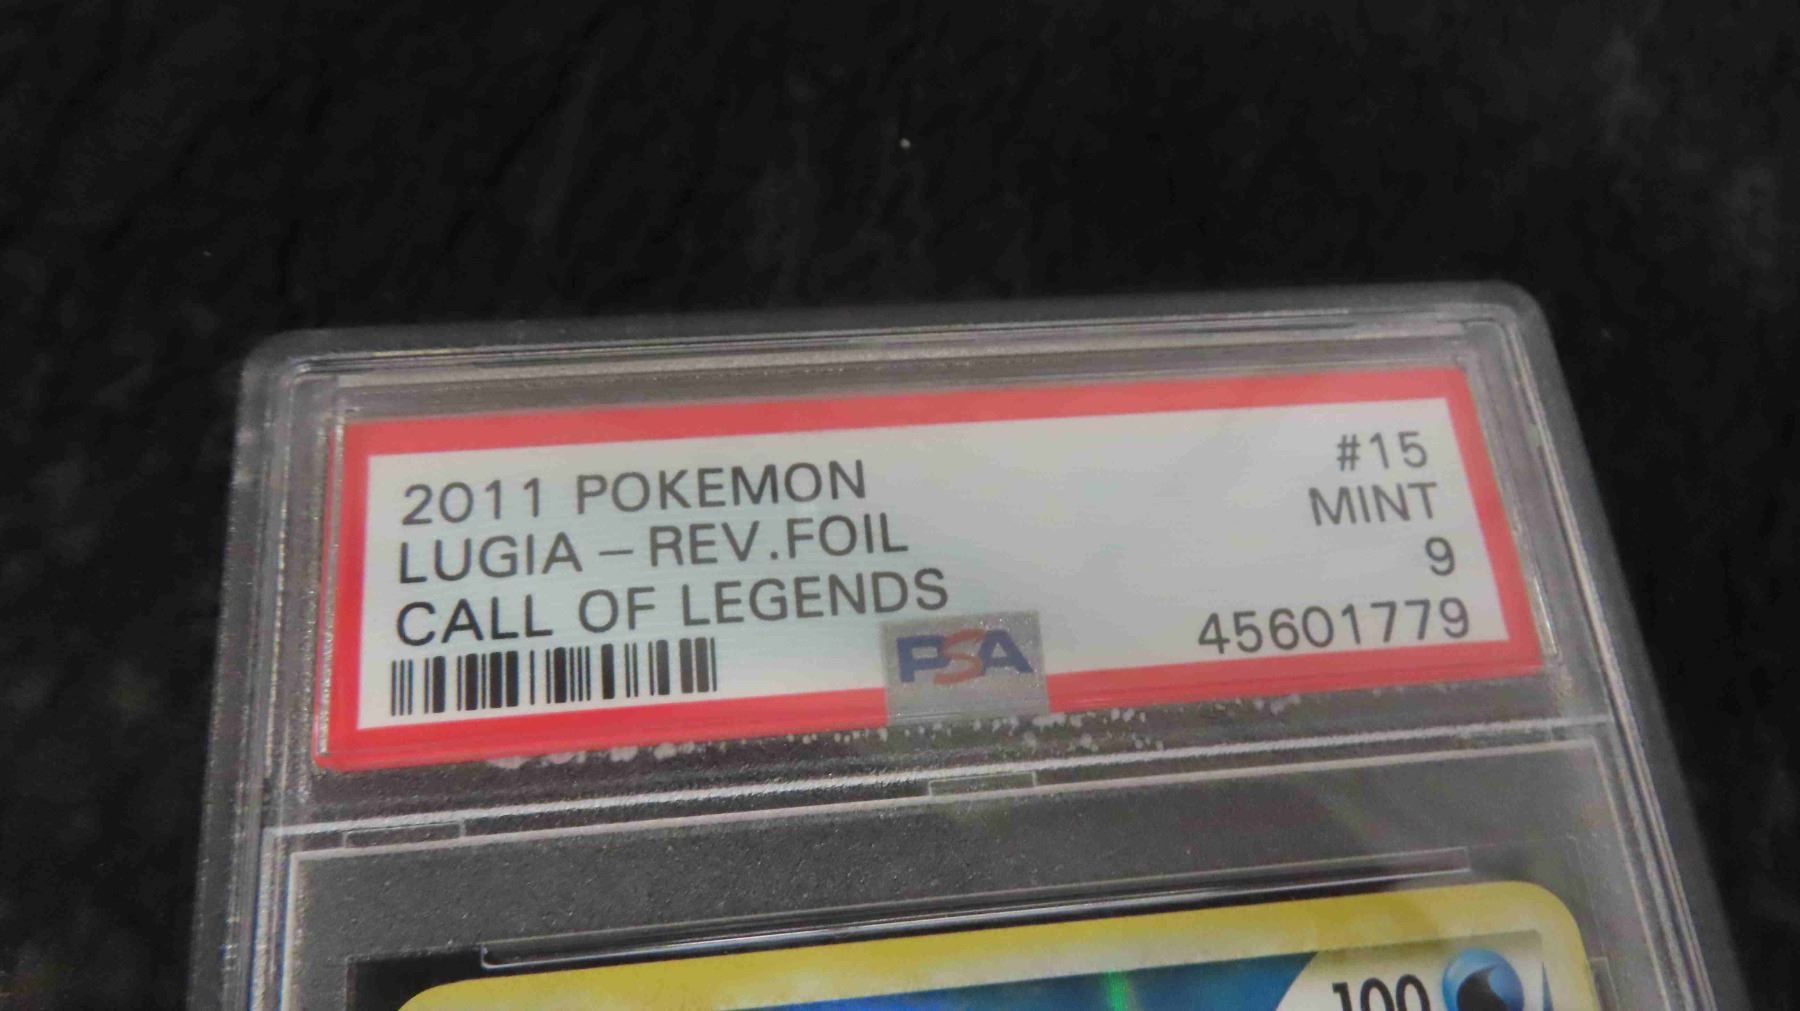 2011 POKEMON
LUGIA – REV.FOIL
CALL OF LEGENDS
#15
MINT
9
45601779
PSA
100